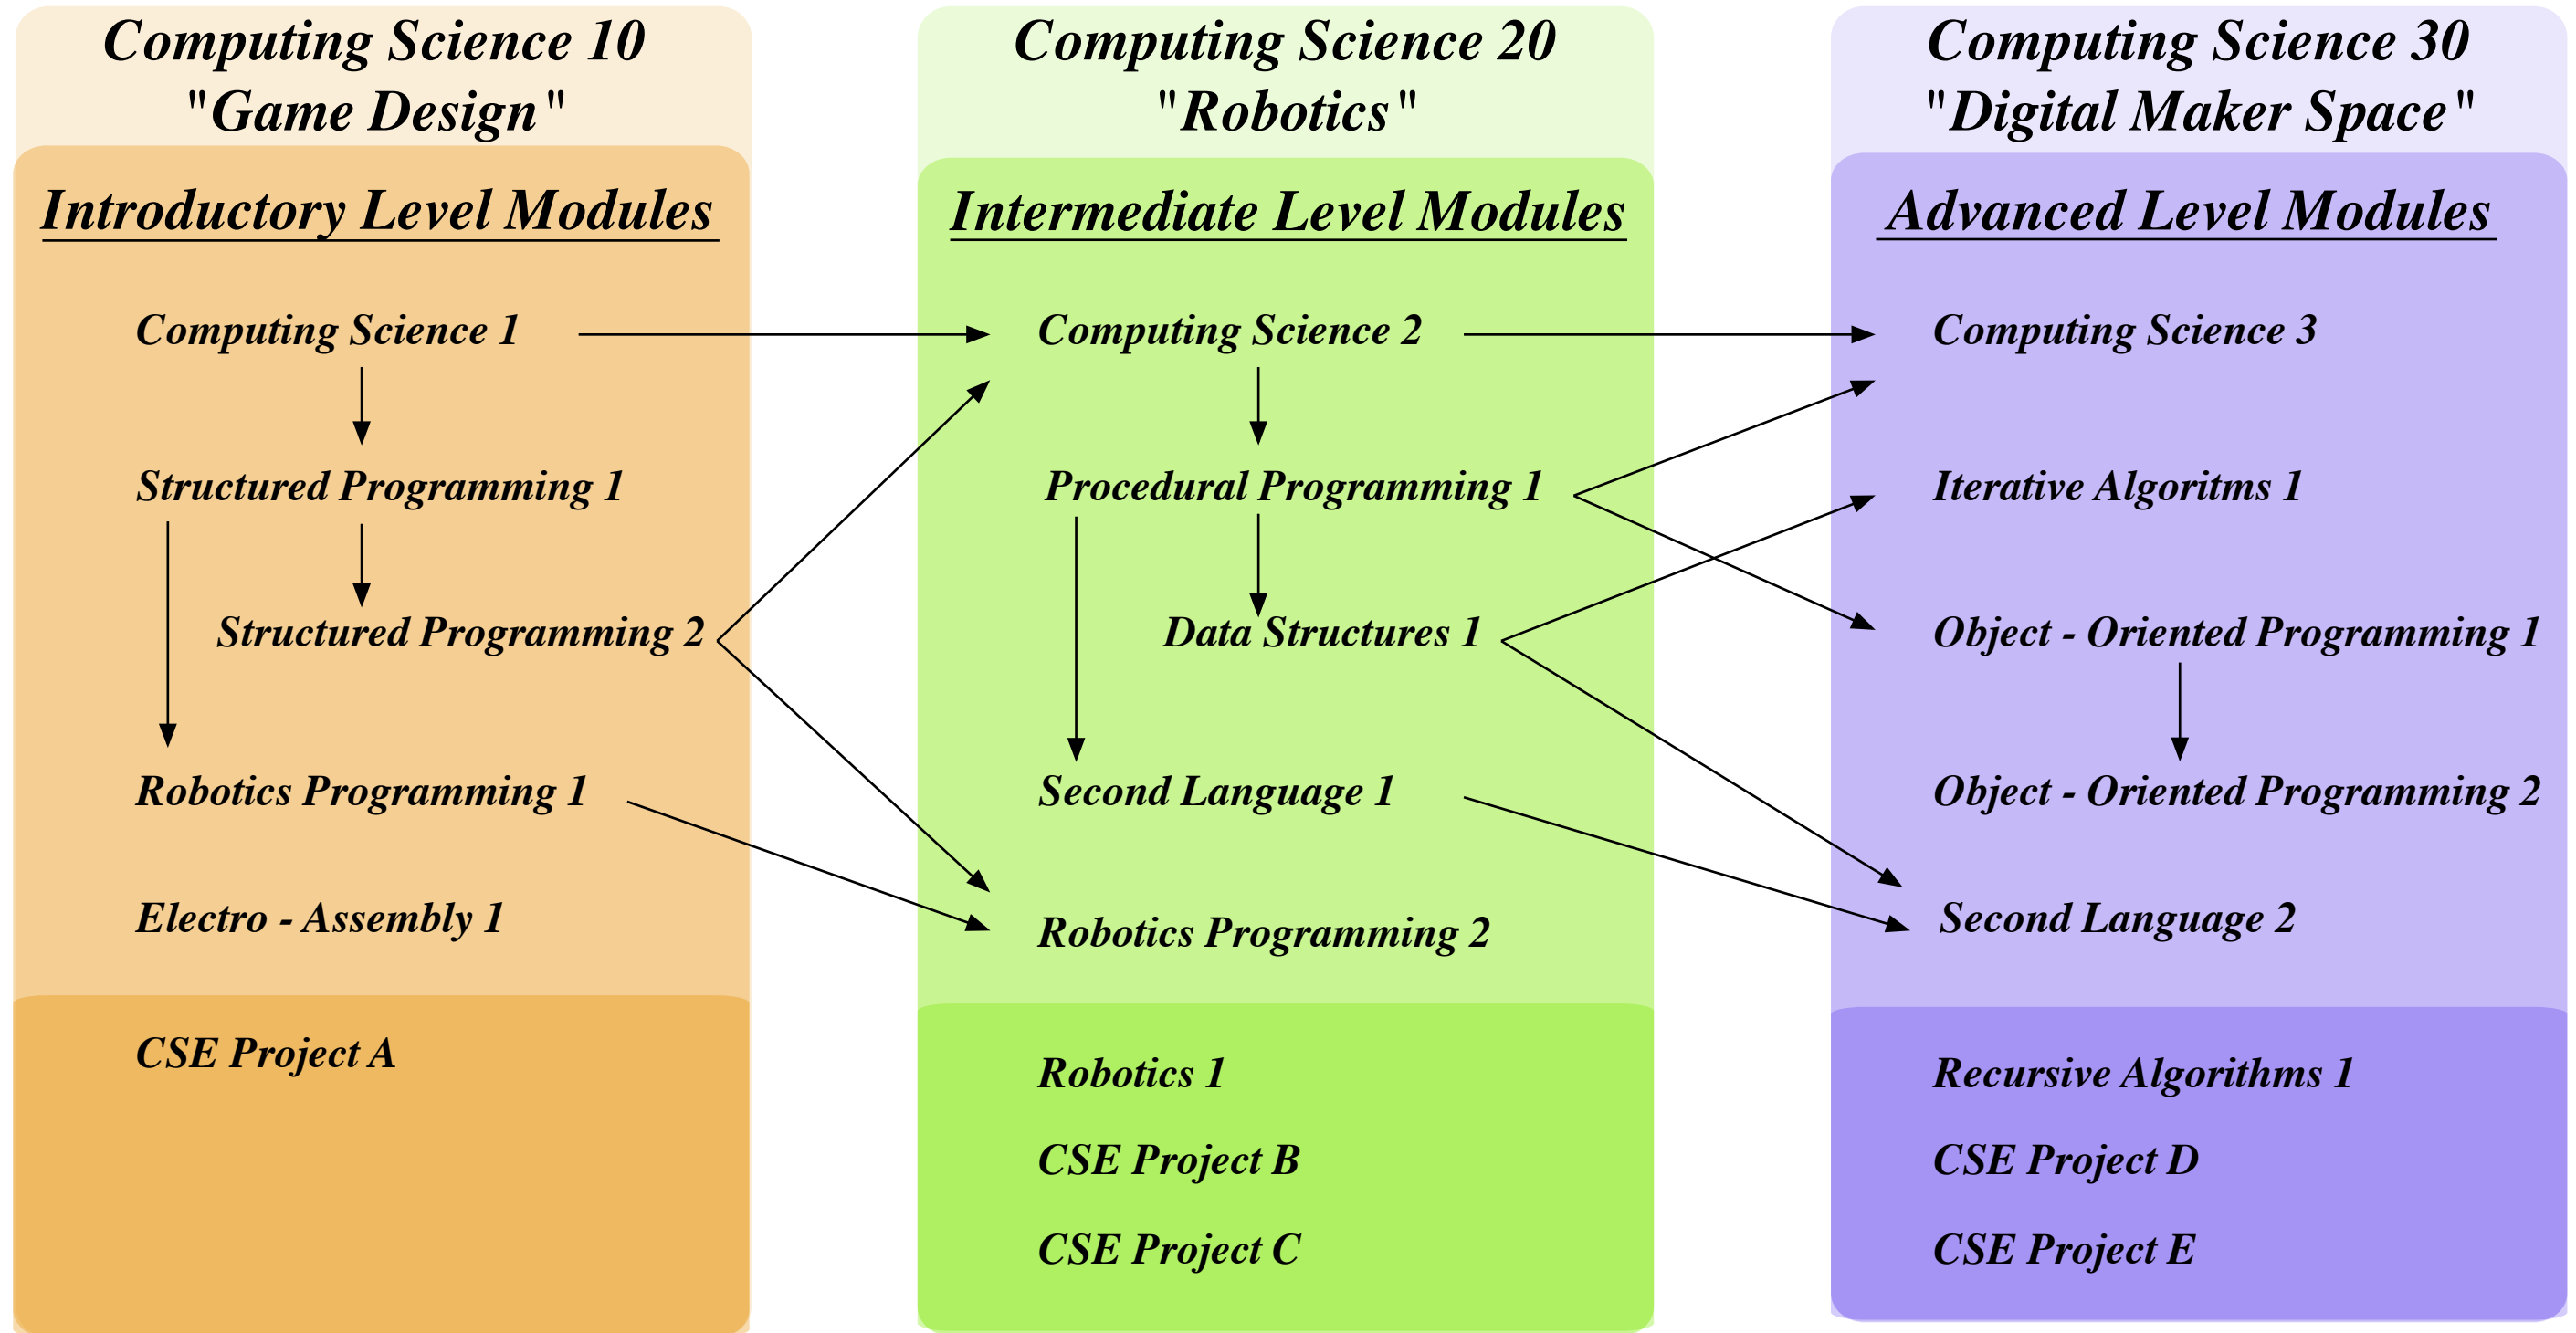 Computing Science 10
"Game Design"
Introductory Level Modules
Computing Science 1
Structured Programming 1
Structured Programming 2
Robotics Programming 1
Electro - Assembly 1
CSE Project A
Computing Science 20
"Robotics"
Intermediate Level Modules
Computing Science 2
Procedural Programming 1
Data Structures 1
Second Language 1
Robotics Programming 2
Robotics 1
CSE Project B
CSE Project C
Computing Science 30
"Digital Maker Space"
Advanced Level Modules
Computing Science 3
Iterative Algoritms 1
Object - Oriented Programming 1
Object - Oriented Programming 2
Second Language 2
Recursive Algorithms 1
CSE Project D
CSE Project E